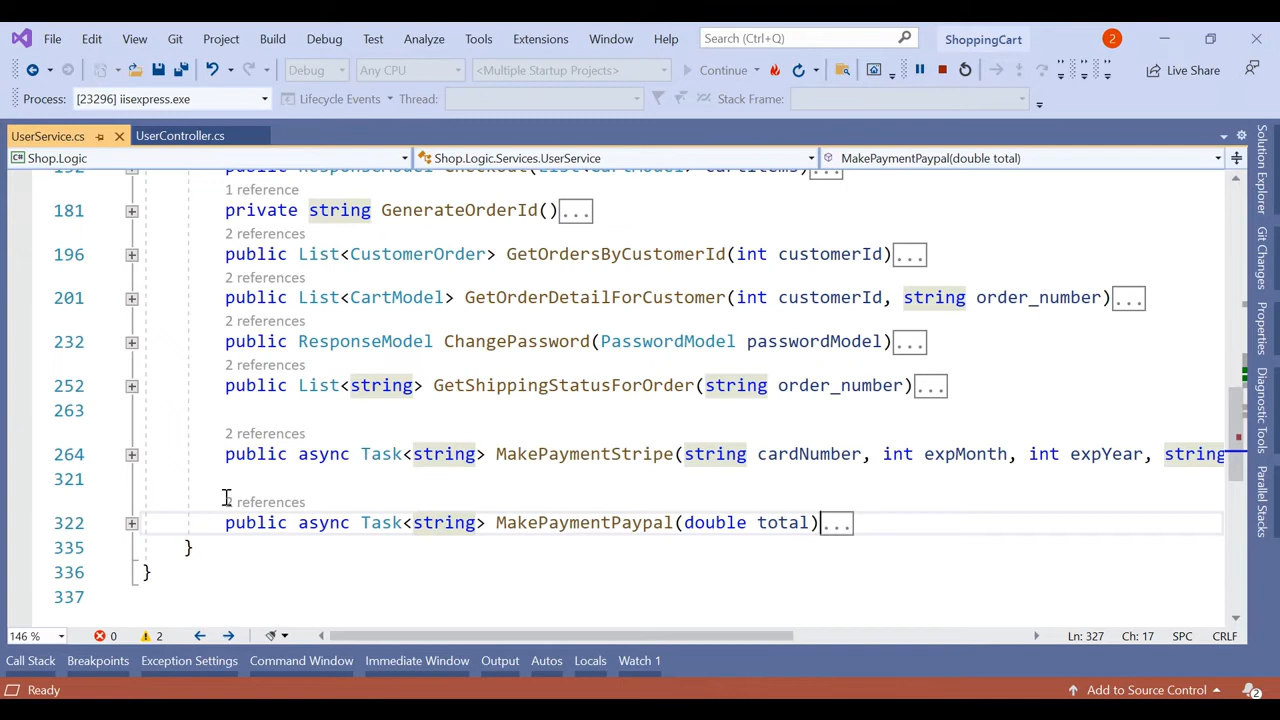 File Edit View Git Project Build Debug Test Analyze Tools Extensions Window Help Search (Ctrl+Q) ShoppingCart 2
Debug Any CPU <Multiple Startup Projects> Continue Live Share
Process: [23296] iisexpress.exe Lifecycle Events Thread: Stack Frame:
UserService.cs UserController.cs
Shop.Logic Shop.Logic.Services.UserService MakePaymentPaypal(double total)
1 reference
181 private string GenerateOrderId()...
2 references
196 public List<CustomerOrder> GetOrdersByCustomerId(int customerId)...
2 references
201 public List<CartModel> GetOrderDetailForCustomer(int customerId, string order_number)...
2 references
232 public ResponseModel ChangePassword(PasswordModel passwordModel)...
2 references
252 public List<string> GetShippingStatusForOrder(string order_number)...
263
2 references
264 public async Task<string> MakePaymentStripe(string cardNumber, int expMonth, int expYear, string
321
2 references
322 public async Task<string> MakePaymentPaypal(double total)...
335 }
336 }
337
146 % 0 2 Ln: 327 Ch: 17 SPC CRLF
Call Stack Breakpoints Exception Settings Command Window Immediate Window Output Autos Locals Watch 1
Ready Add to Source Control 2
Solution Explorer
Git Changes
Properties
Diagnostic Tools
Parallel Stacks